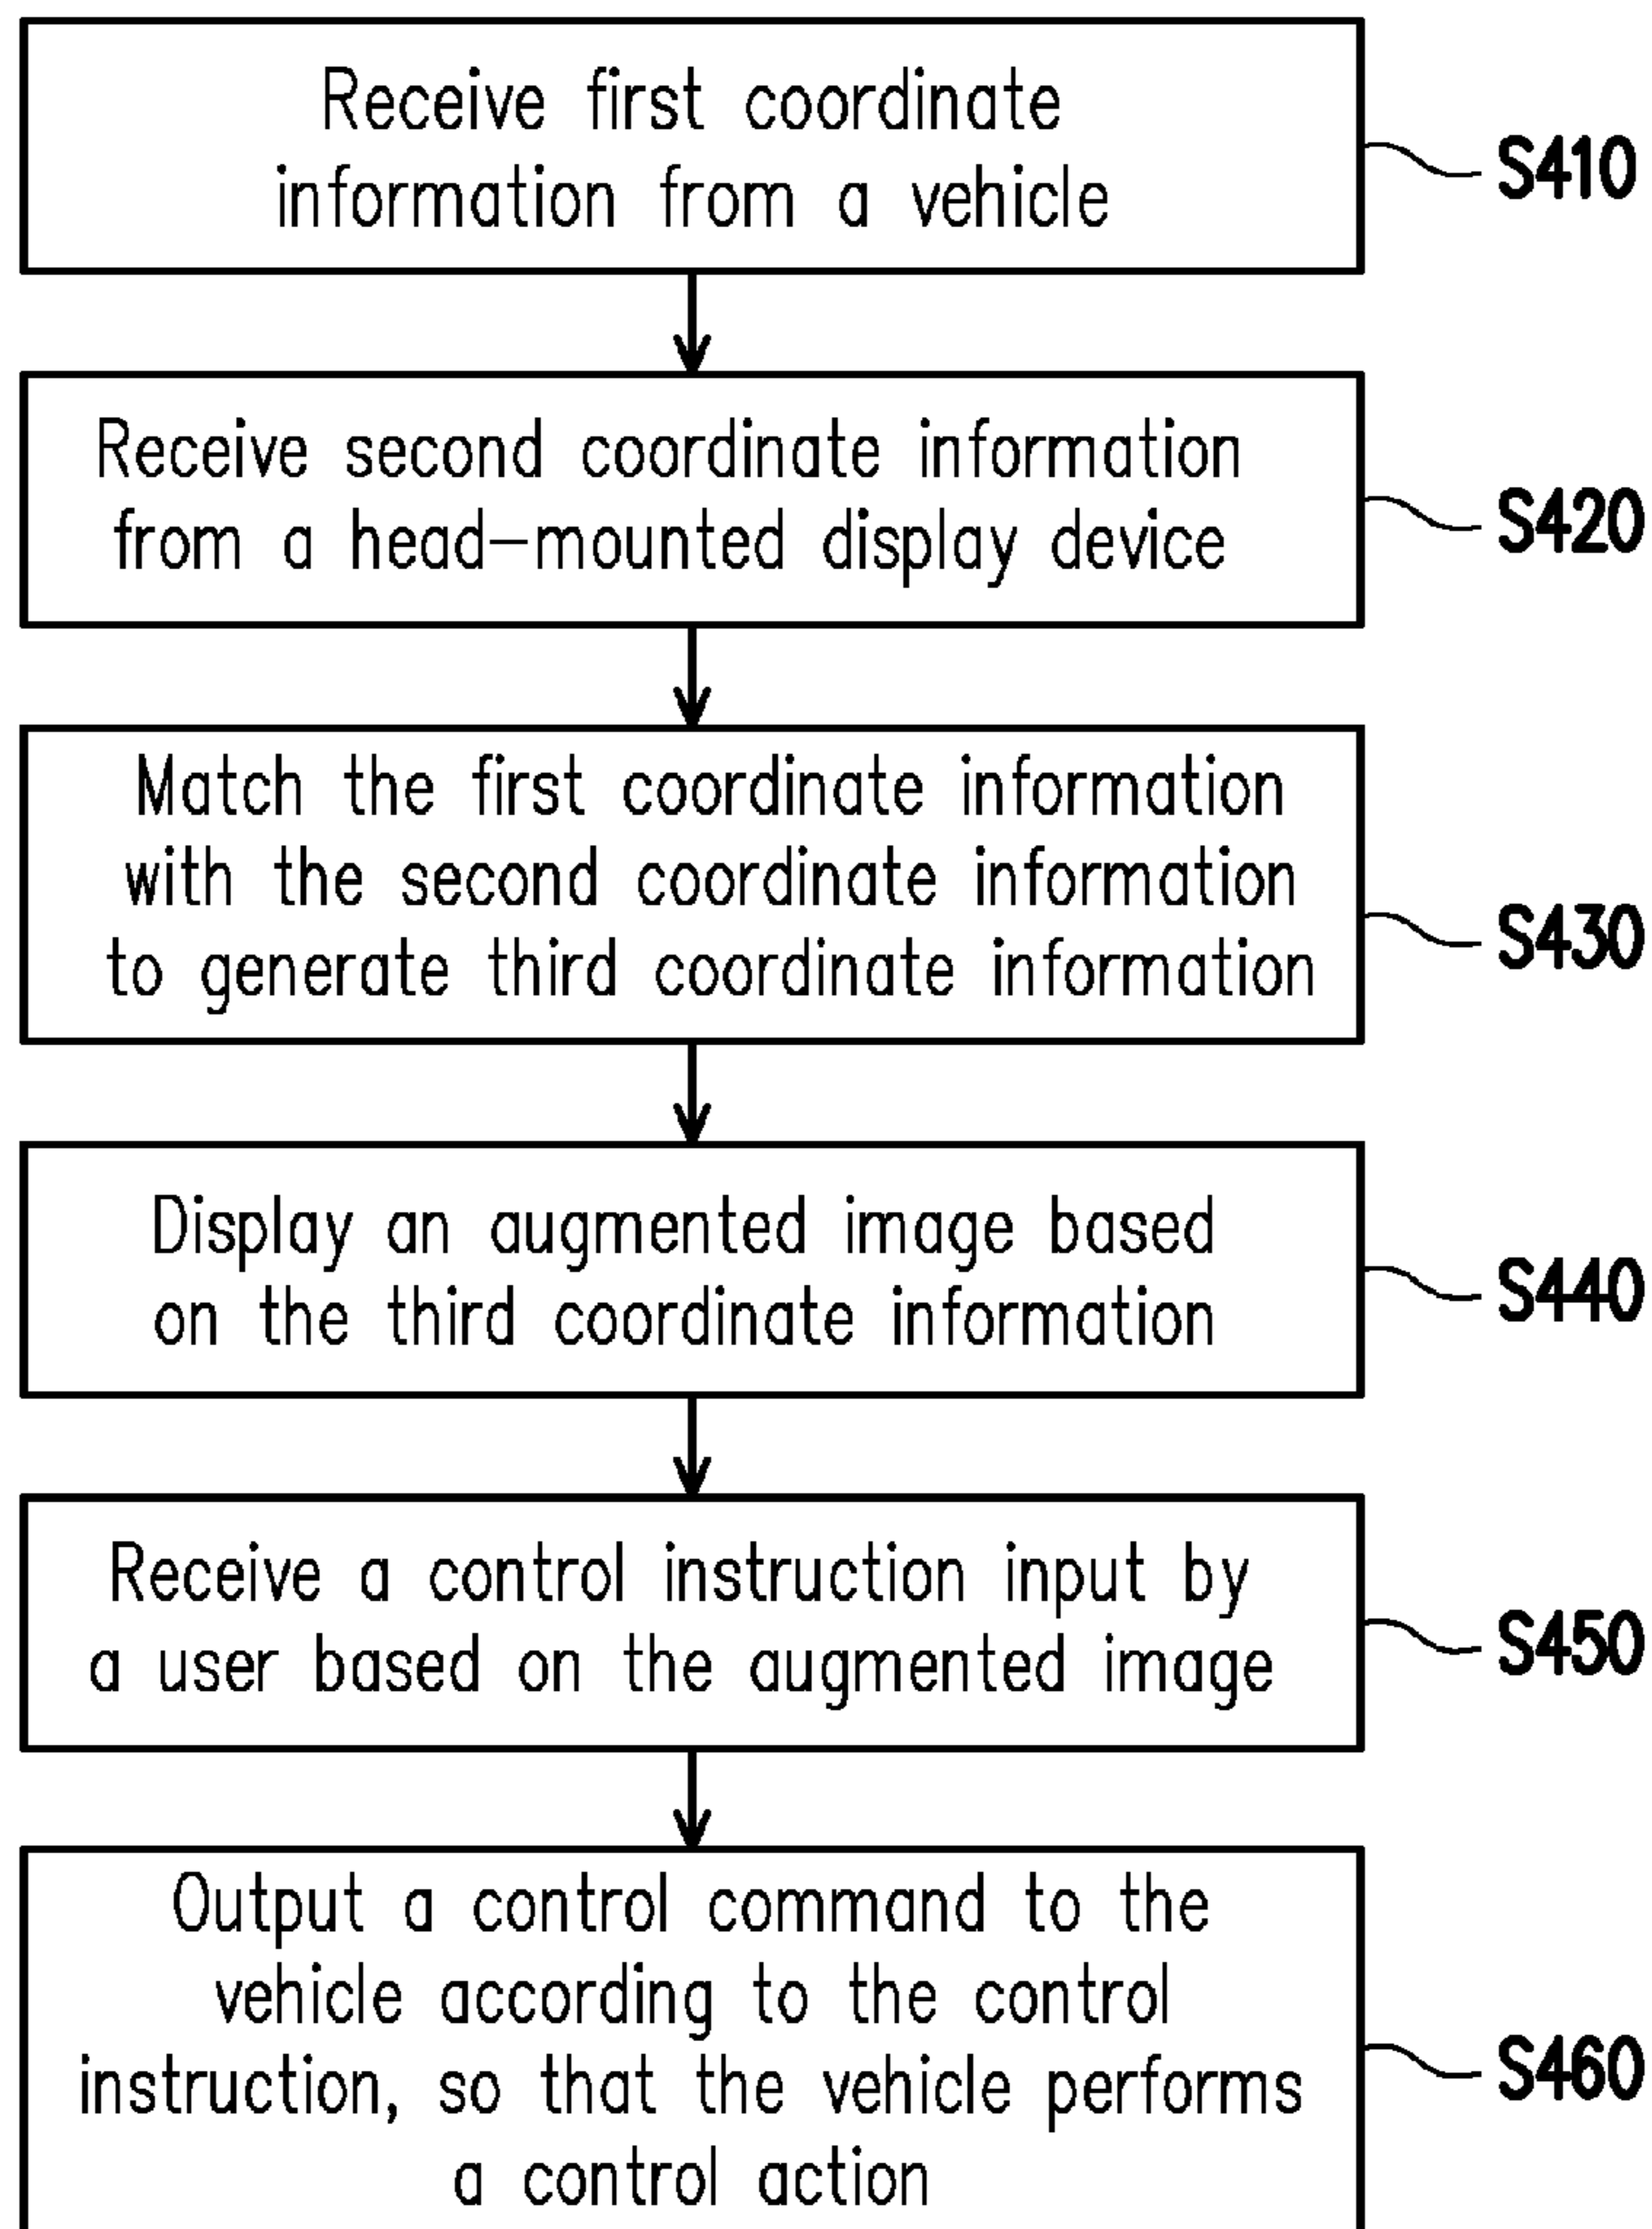 Receive first coordinate
information from a vehicle
S410
Receive second coordinate information
from a head-mounted display device
S420
Match the first coordinate information
with the second coordinate information
to generate third coordinate information
S430
Display an augmented image based
on the third coordinate information
S440
Receive a control instruction input by
a user based on the augmented image
S450
Output a control command to the
vehicle according to the control
instruction, so that the vehicle performs
a control action
S460